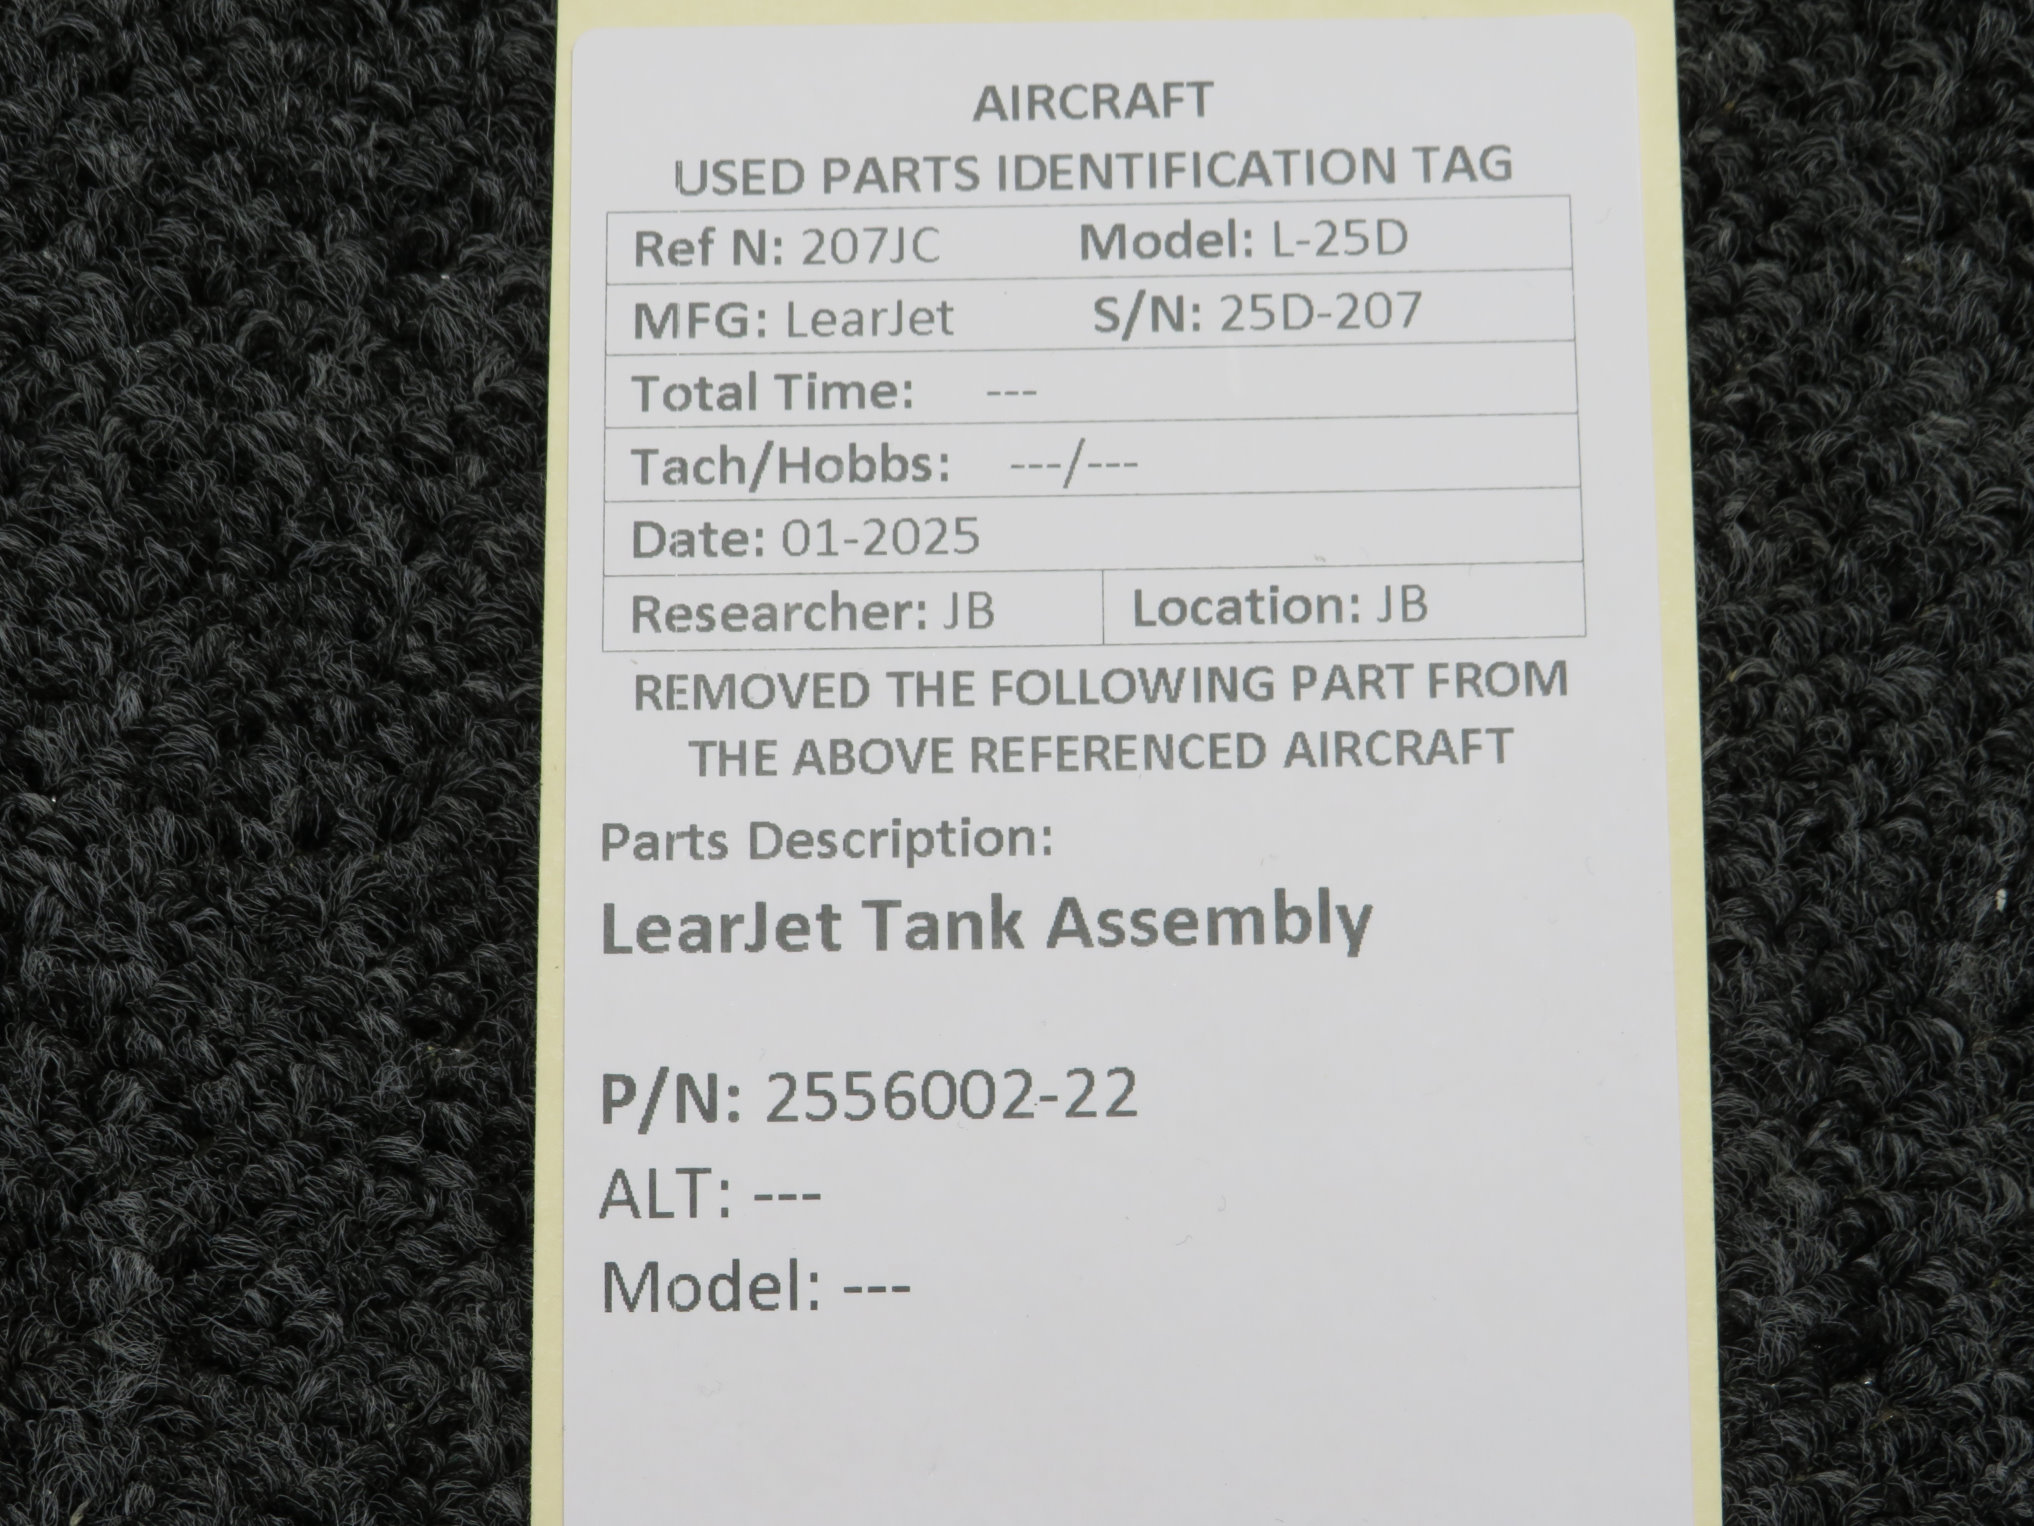 AIRCRAFT
USED PARTS IDENTIFICATION TAG
Ref N: 207JC Model: L-25D
MFG: LearJet S/N: 25D-207
Total Time: ---
Tach/Hobbs: ---/---
Date: 01-2025
Researcher: JB Location: JB
REMOVED THE FOLLOWING PART FROM
THE ABOVE REFERENCED AIRCRAFT
Parts Description:
LearJet Tank Assembly
P/N: 2556002-22
ALT: ---
Model: ---